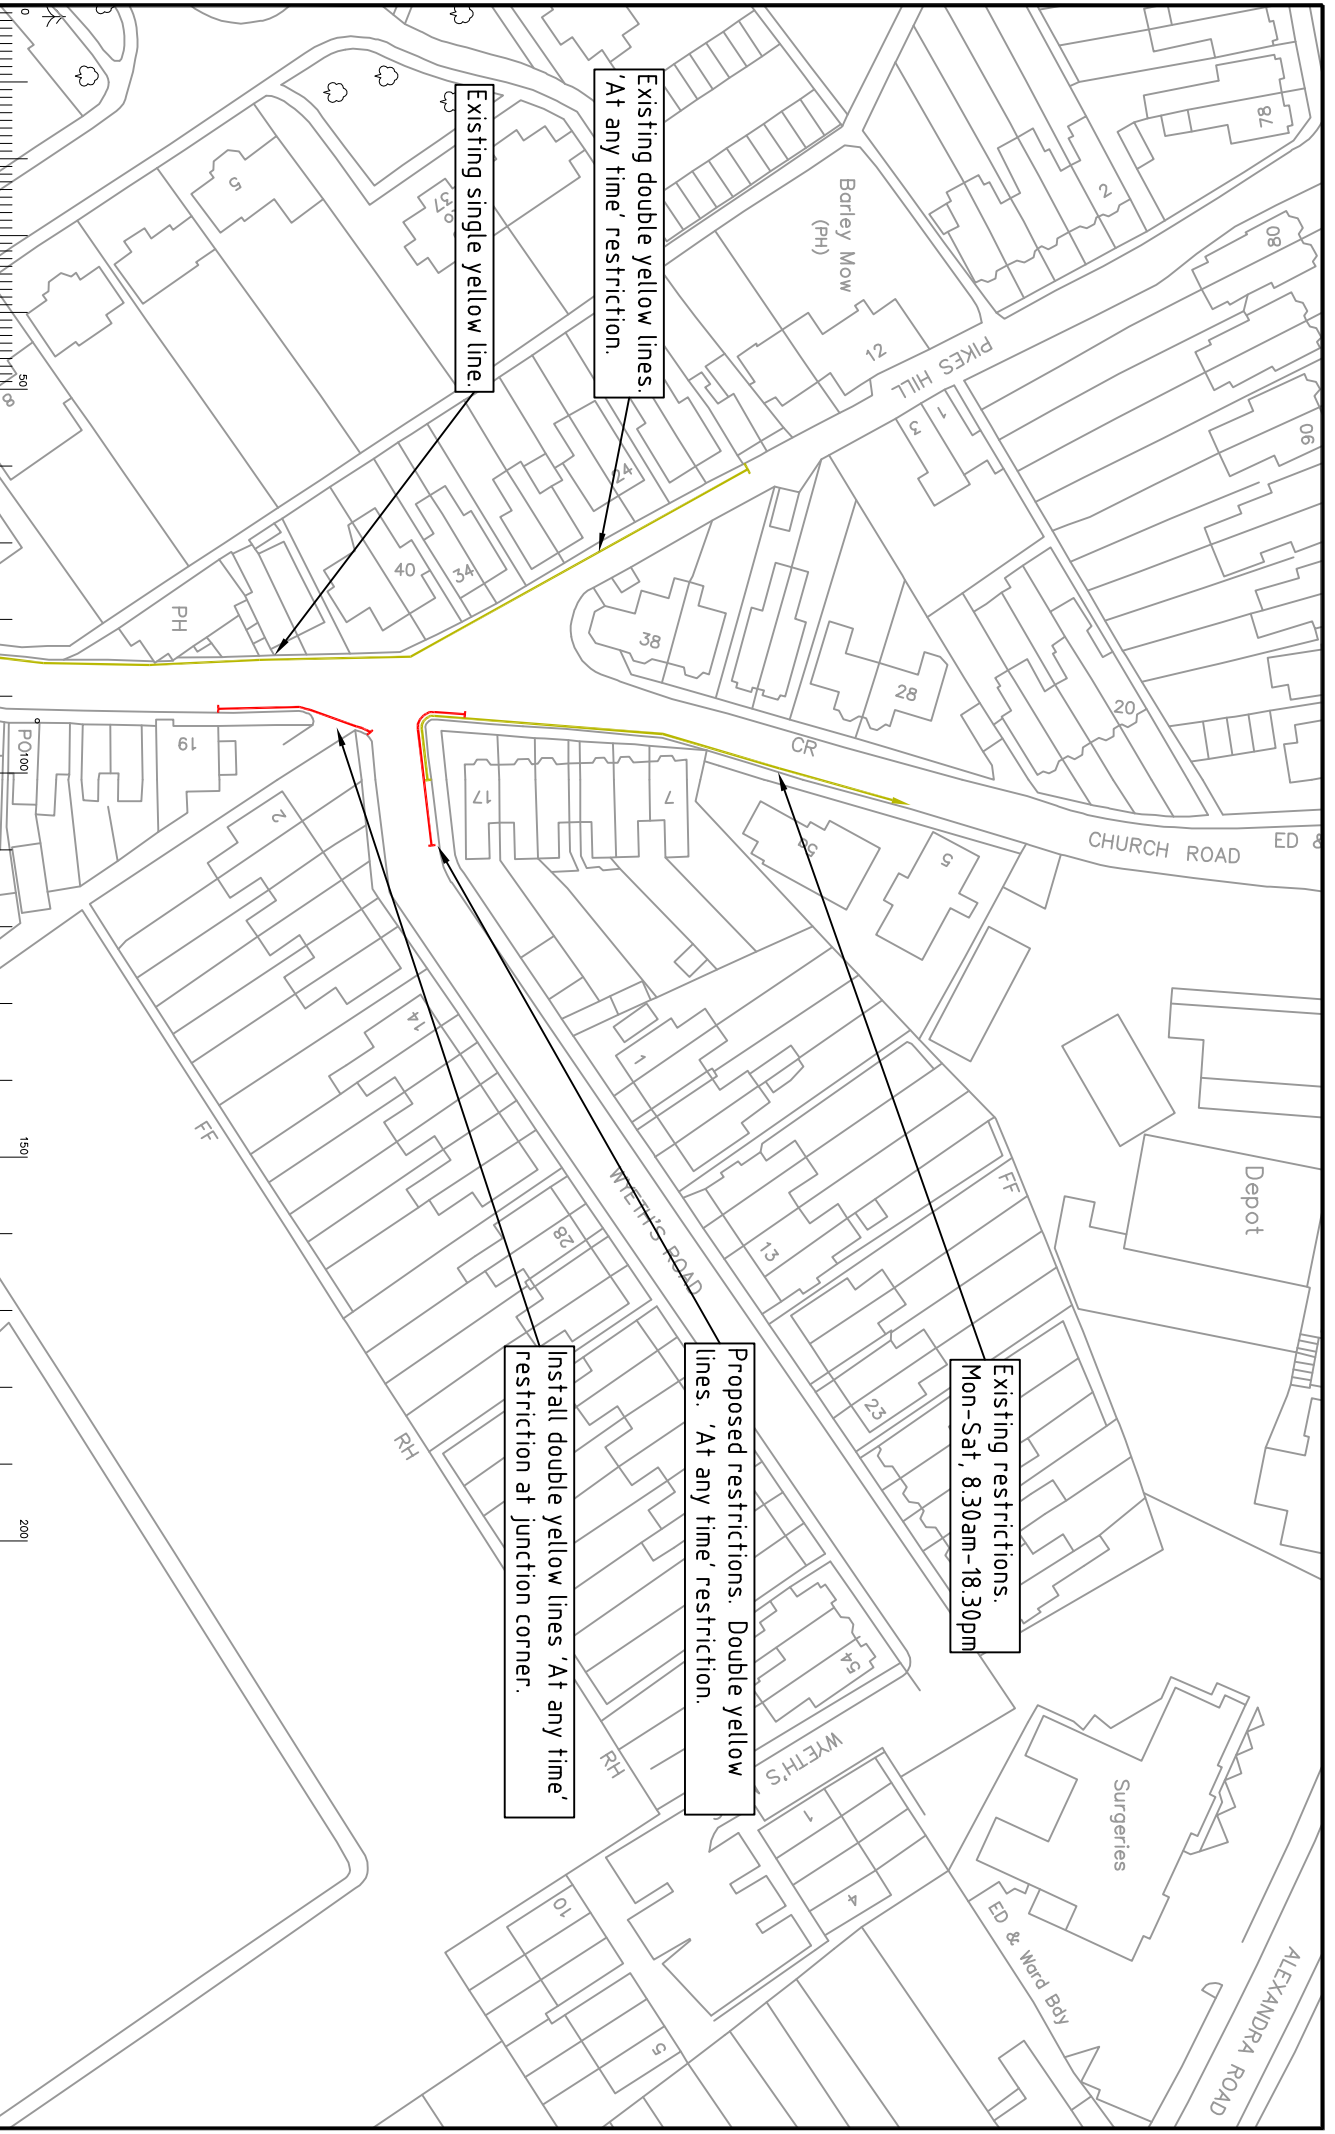 Existing double yellow lines.
'At any time' restriction.
Existing single yellow line.
Existing restrictions.
Mon-Sat, 8.30am-18.30pm
Proposed restrictions. Double yellow
lines. 'At any time' restriction.
Install double yellow lines 'At any time'
restriction at junction corner.
Barley Mow
(PH)
PIKES HILL
CHURCH ROAD
CR
ED &
WYETH'S ROAD
WYETH'S
Depot
Surgeries
ED & Ward Bdy
ALEXANDRA ROAD
PH
PO
FF
FF
RH
RH
78
2
80
90
12
1
3
5
37
8
24
34
40
38
28
20
19
17
7
5
2
14
28
1
13
23
54
1
4
10
5
0
50
100
150
200